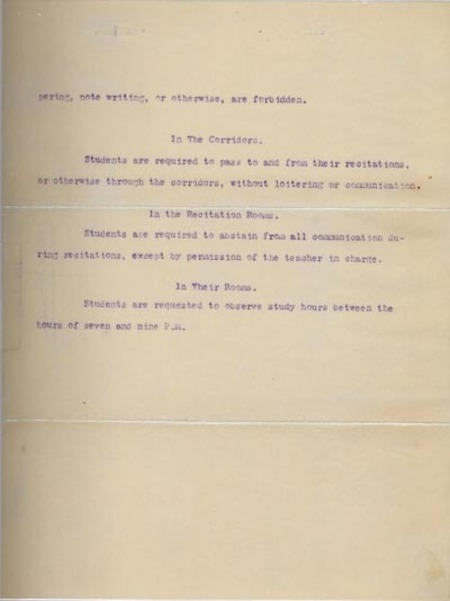 pering, note writing, or otherwise, are forbidden.
In The Corridors.
Students are required to pass to and from their recitations,
or otherwise through the corridors, without loitering or communication.
In the Recitation Rooms.
Students are required to abstain from all communication du-
ring recitations, except by permission of the teacher in charge.
In Their Rooms.
Students are requested to observe study hours between the
hours of seven and nine P.M.